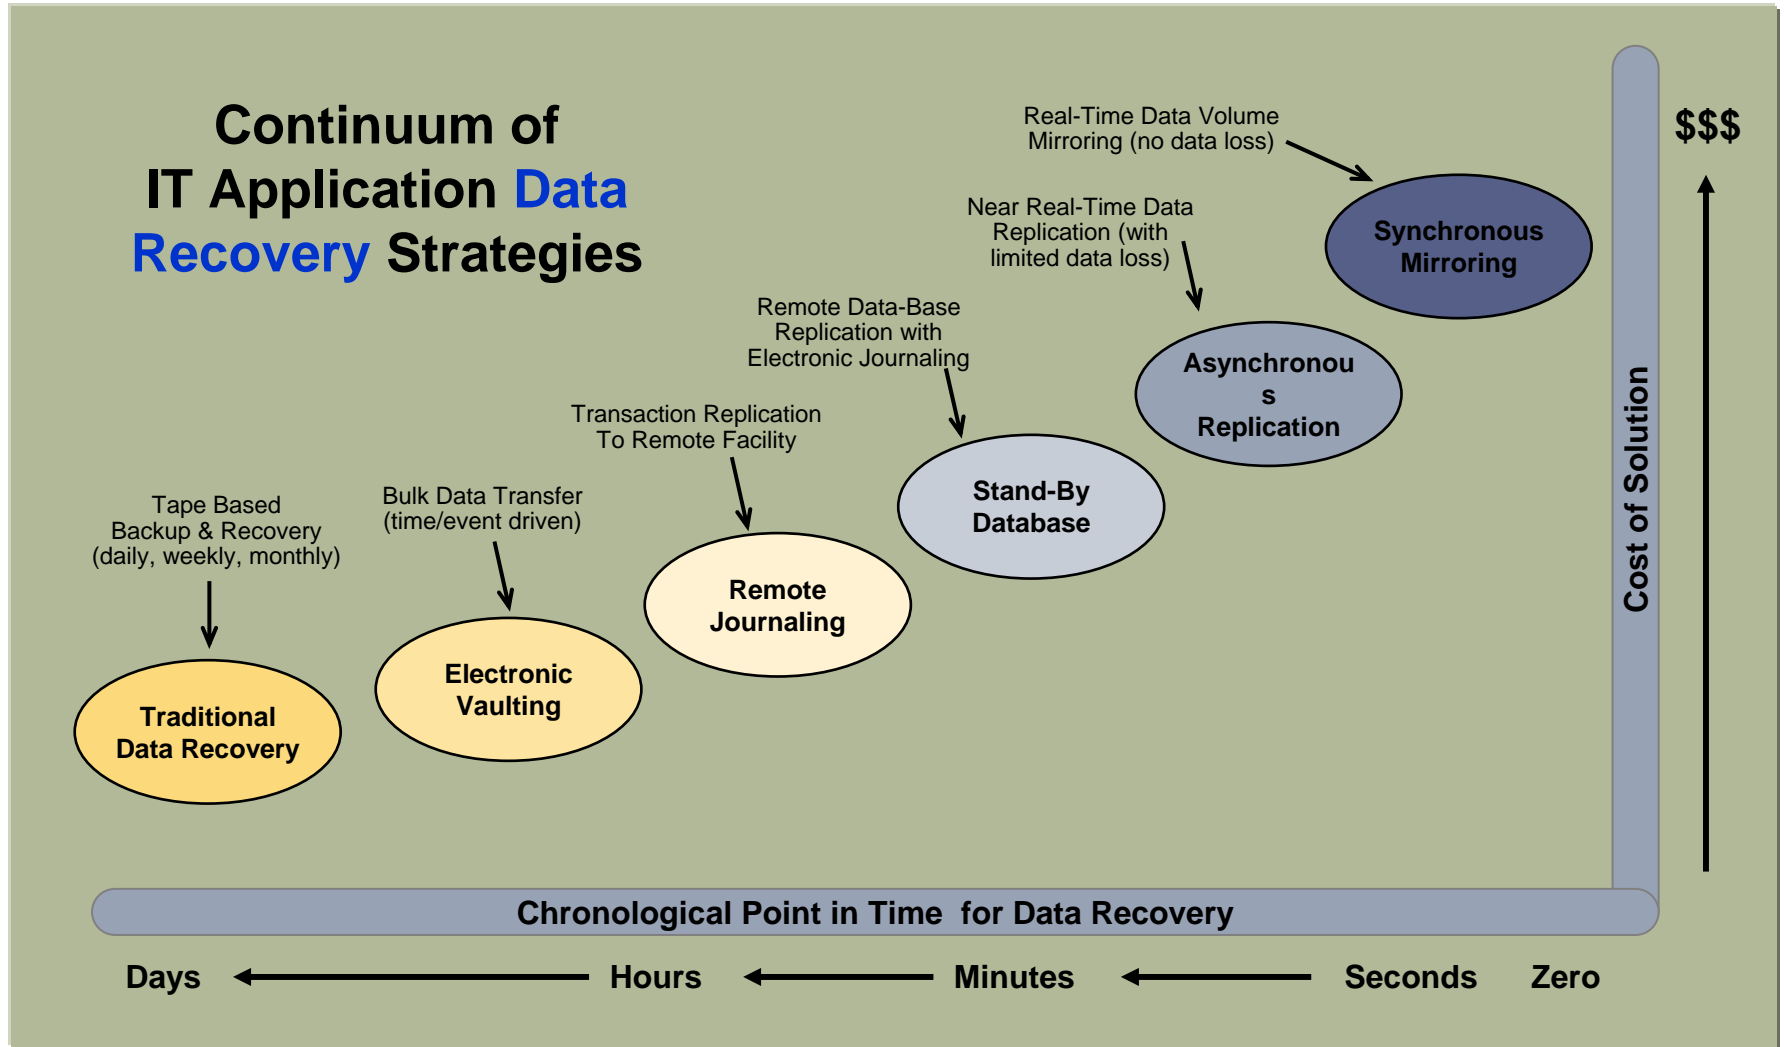 Continuum of
IT Application Data
Recovery Strategies
Real-Time Data Volume
Mirroring (no data loss)
$$$
Near Real-Time Data
Replication (with
limited data loss)
Synchronous
Mirroring
Remote Data-Base
Replication with
Electronic Journaling
Asynchronou
s
Replication
Transaction Replication
To Remote Facility
Stand-By
Database
Tape Based
Backup & Recovery
(daily, weekly, monthly)
Bulk Data Transfer
(time/event driven)
Remote
Journaling
Electronic
Vaulting
Traditional
Data Recovery
Cost of Solution
Chronological Point in Time  for Data Recovery
Days Hours Minutes Seconds Zero